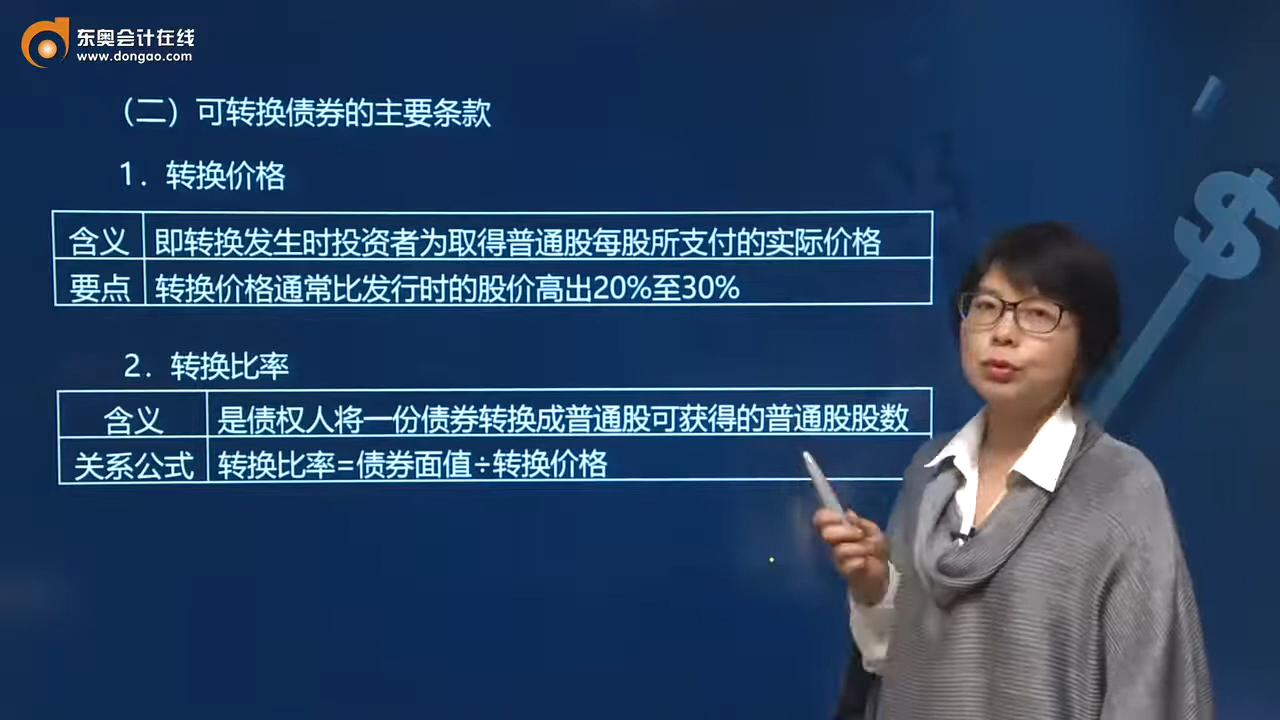 东奥会计在线
www.dongao.com
（二）可转换债券的主要条款
1．转换价格
含义 即转换发生时投资者为取得普通股每股所支付的实际价格
要点 转换价格通常比发行时的股价高出20%至30%
2．转换比率
含义 是债权人将一份债券转换成普通股可获得的普通股股数
关系公式 转换比率=债券面值÷转换价格